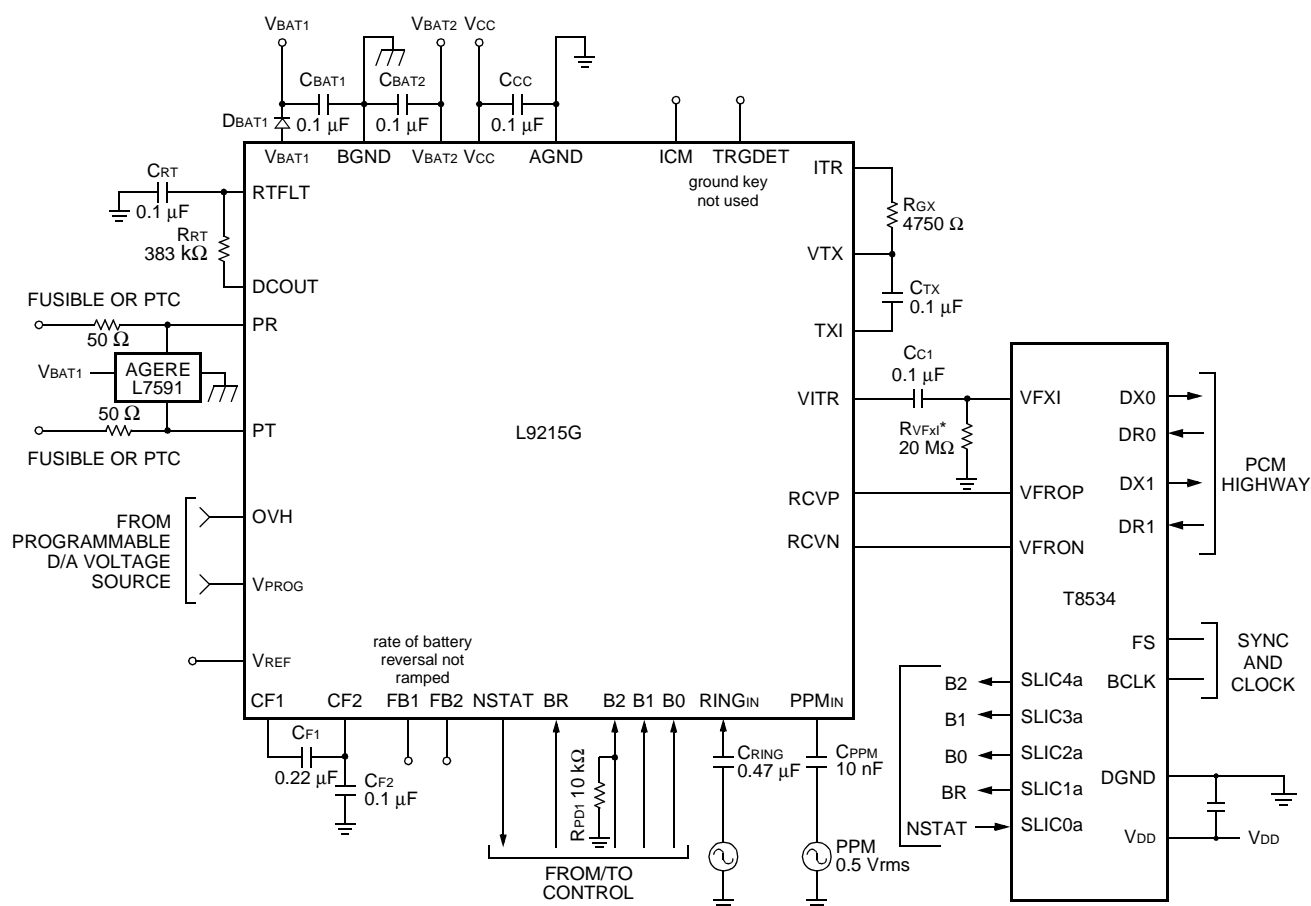 VBAT1
VBAT2
VCC
CBAT1
0.1 µF
CBAT2
0.1 µF
CCC
0.1 µF
DBAT1
VBAT1
BGND
VBAT2
VCC
AGND
ICM
TRGDET
ground key
not used
CRT
0.1 µF
RTFLT
RRT
383 kΩ
DCOUT
FUSIBLE OR PTC
50 Ω
PR
VBAT1
AGERE
L7591
50 Ω
PT
FUSIBLE OR PTC
L9215G
ITR
RGX
4750 Ω
VTX
CTX
0.1 µF
TXI
CC1
0.1 µF
VITR
RVFxI*
20 MΩ
RCVP
RCVN
VFXI
VFROP
VFRON
DX0
DR0
DX1
DR1
PCM
HIGHWAY
T8534
FS
BCLK
SYNC
AND
CLOCK
FROM
PROGRAMMABLE
D/A VOLTAGE
SOURCE
OVH
VPROG
VREF
rate of battery
reversal not
ramped
CF1
CF2
FB1
FB2
NSTAT
BR
B2
B1
B0
RINGIN
PPMIN
CF1
0.22 µF
CF2
0.1 µF
RPD1 10 kΩ
CRING
0.47 µF
CPPM
10 nF
PPM
0.5 Vrms
FROM/TO
CONTROL
B2
SLIC4a
B1
SLIC3a
B0
SLIC2a
BR
SLIC1a
NSTAT
SLIC0a
DGND
VDD
VDD